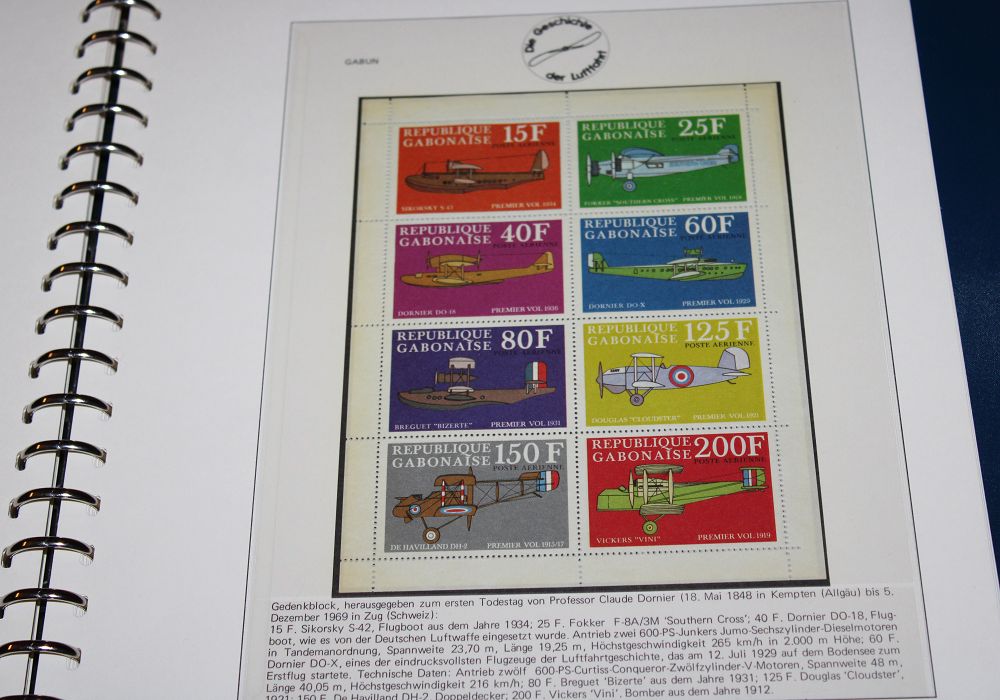 GABUN
Die Geschichte
der Luftfahrt
REPUBLIQUE 15F
GABONAISE POSTE AERIENNE
SIKORSKY S-42 PREMIER VOL 1934
REPUBLIQUE 25F
GABONAISE POSTE AERIENNE
FOKKER "SOUTHERN CROSS" PREMIER VOL 1928
REPUBLIQUE 40F
GABONAISE POSTE AERIENNE
DORNIER DO 18 PREMIER VOL 1936
REPUBLIQUE 60F
GABONAISE POSTE AERIENNE
DORNIER DO-X PREMIER VOL 1929
REPUBLIQUE 80F
GABONAISE POSTE AERIENNE
BREGUET "BIZERTE" PREMIER VOL 1931
REPUBLIQUE 125F
GABONAISE POSTE AERIENNE
DOUGLAS "CLOUDSTER" PREMIER VOL 1921
REPUBLIQUE 150F
GABONAISE POSTE AERIENNE
DE HAVILLAND DH-2 PREMIER VOL 1915/17
REPUBLIQUE 200F
GABONAISE POSTE AERIENNE
VICKERS "VINI" PREMIER VOL 1919
Gedenkblock, herausgegeben zum ersten Todestag von Professor Claude Dornier (18. Mai 1848 in Kempten (Allgäu) bis 5.
Dezember 1969 in Zug (Schweiz):
15 F. Sikorsky S-42, Flugboot aus dem Jahre 1934; 25 F. Fokker F-8A/3M 'Southern Cross'; 40 F. Dornier DO-18, Flug-
boot, wie es von der Deutschen Luftwaffe eingesetzt wurde. Antrieb zwei 600-PS-Junkers Jumo-Sechszylinder-Dieselmotoren
in Tandemanordnung, Spannweite 23,70 m, Länge 19,25 m, Höchstgeschwindigkeit 265 km/h in 2.000 m Höhe; 60 F.
Dornier DO-X, eines der eindrucksvollsten Flugzeuge der Luftfahrtgeschichte, das am 12. Juli 1929 auf dem Bodensee zum
Erstflug startete. Technische Daten: Antrieb zwölf 600-PS-Curtiss-Conqueror-Zwölfzylinder-V-Motoren, Spannweite 48 m,
Länge 40,05 m, Höchstgeschwindigkeit 216 km/h; 80 F. Breguet 'Bizerte' aus dem Jahre 1931; 125 F. Douglas 'Cloudster',
1921; 150 F. De Havilland DH-2, Doppeldecker; 200 F. Vickers 'Vini', Bomber aus dem Jahre 1912.